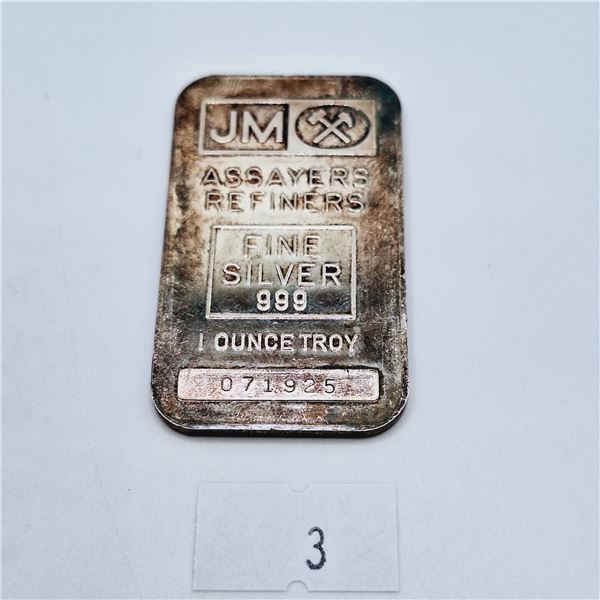 JM
ASSAYERS
REFINERS
FINE
SILVER
999
1 OUNCE TROY
071925
3